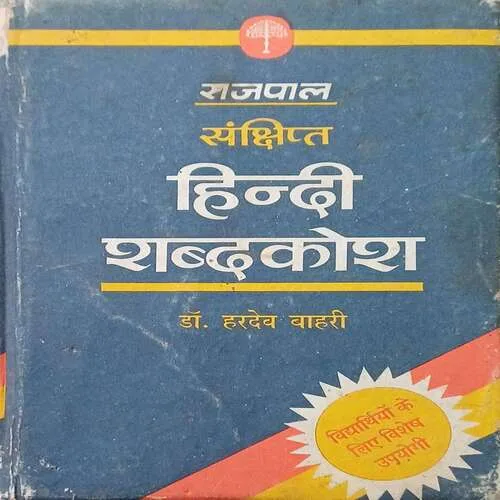 राजपाल
संक्षिप्त
हिन्दी
शब्दकोश
डॉ. हरदेव बाहरी
विद्यार्थियों के
लिए विशेष
उपयोगी